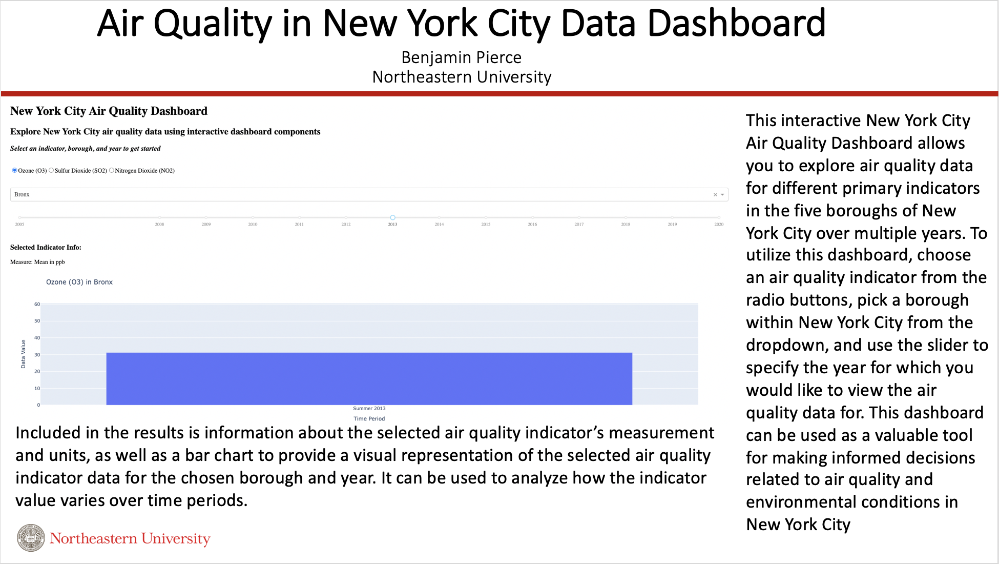 Air Quality in New York City Data Dashboard
Benjamin Pierce
Northeastern University
New York City Air Quality Dashboard
Explore New York City air quality data using interactive dashboard components
Select an indicator, borough, and year to get started
Ozone (O3) Sulfur Dioxide (SO2) Nitrogen Dioxide (NO2)
Bronx
2005 2008 2009 2010 2011 2012 2013 2014 2015 2016 2017 2018 2019 2020
Selected Indicator Info:
Measure: Mean in ppb
Ozone (O3) in Bronx
60
50
40
30
20
10
0
Data Value
Summer 2013
Time Period
Included in the results is information about the selected air quality indicator’s measurement
and units, as well as a bar chart to provide a visual representation of the selected air quality
indicator data for the chosen borough and year. It can be used to analyze how the indicator
value varies over time periods.
This interactive New York City
Air Quality Dashboard allows
you to explore air quality data
for different primary indicators
in the five boroughs of New
York City over multiple years. To
utilize this dashboard, choose
an air quality indicator from the
radio buttons, pick a borough
within New York City from the
dropdown, and use the slider to
specify the year for which you
would like to view the air
quality data for. This dashboard
can be used as a valuable tool
for making informed decisions
related to air quality and
environmental conditions in
New York City
Northeastern University